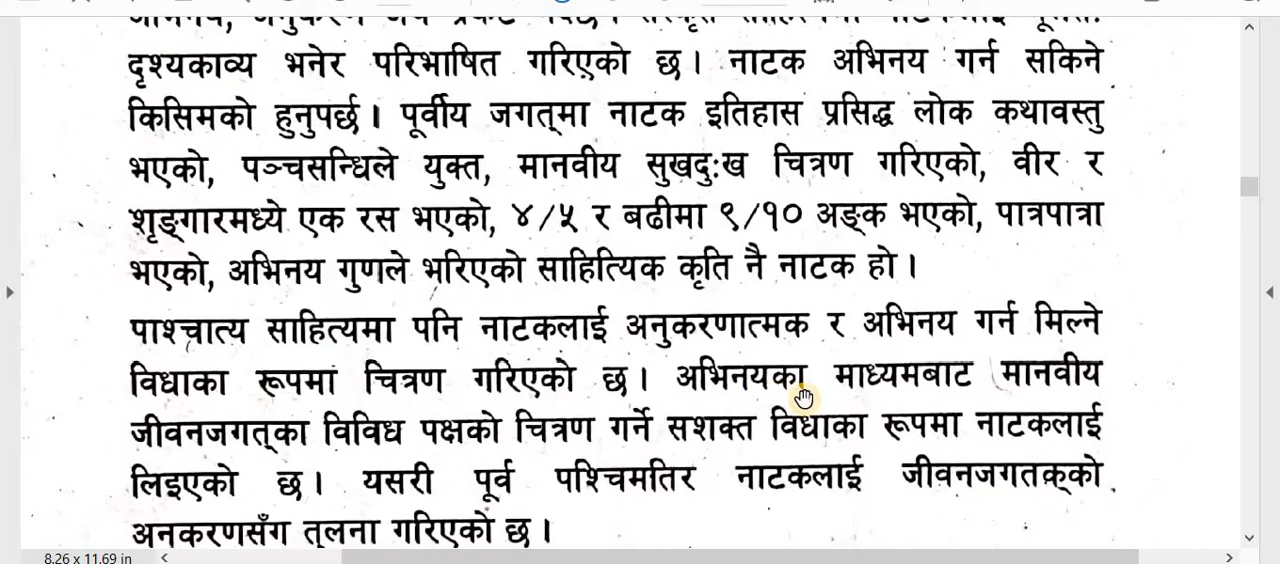 दृश्यकाव्य भनेर परिभाषित गरिएको छ। नाटक अभिनय गर्न सकिने
किसिमको हुनुपर्छ। पूर्वीय जगत्‌मा नाटक इतिहास प्रसिद्ध लोक कथावस्तु
भएको, पञ्चसन्धिले युक्त, मानवीय सुखदुःख चित्रण गरिएको, वीर र
शृङ्गारमध्ये एक रस भएको, ४/५ र बढीमा ९/१० अङ्क भएको, पात्रपात्रा
भएको, अभिनय गुणले भरिएको साहित्यिक कृति नै नाटक हो।
पाश्चात्य साहित्यमा पनि नाटकलाई अनुकरणात्मक र अभिनय गर्न मिल्ने
विधाका रूपमा चित्रण गरिएको छ। अभिनयका माध्यमबाट मानवीय
जीवनजगत्‌का विविध पक्षको चित्रण गर्ने सशक्त विधाका रूपमा नाटकलाई
लिइएको छ। यसरी पूर्व पश्चिमतिर नाटकलाई जीवनजगतक्‌को
अनुकरणसँग तुलना गरिएको छ।
8.26 x 11.69 in